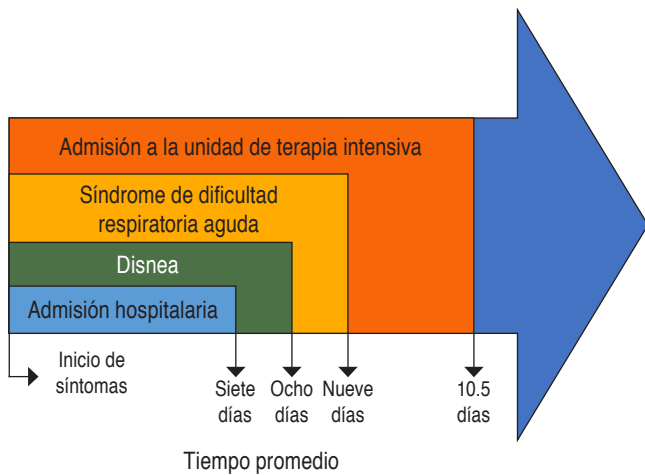 Admisión a la unidad de terapia intensiva
Síndrome de dificultad
respiratoria aguda
Disnea
Admisión hospitalaria
Inicio de
síntomas
Siete
días
Ocho
días
Nueve
días
10.5
días
Tiempo promedio